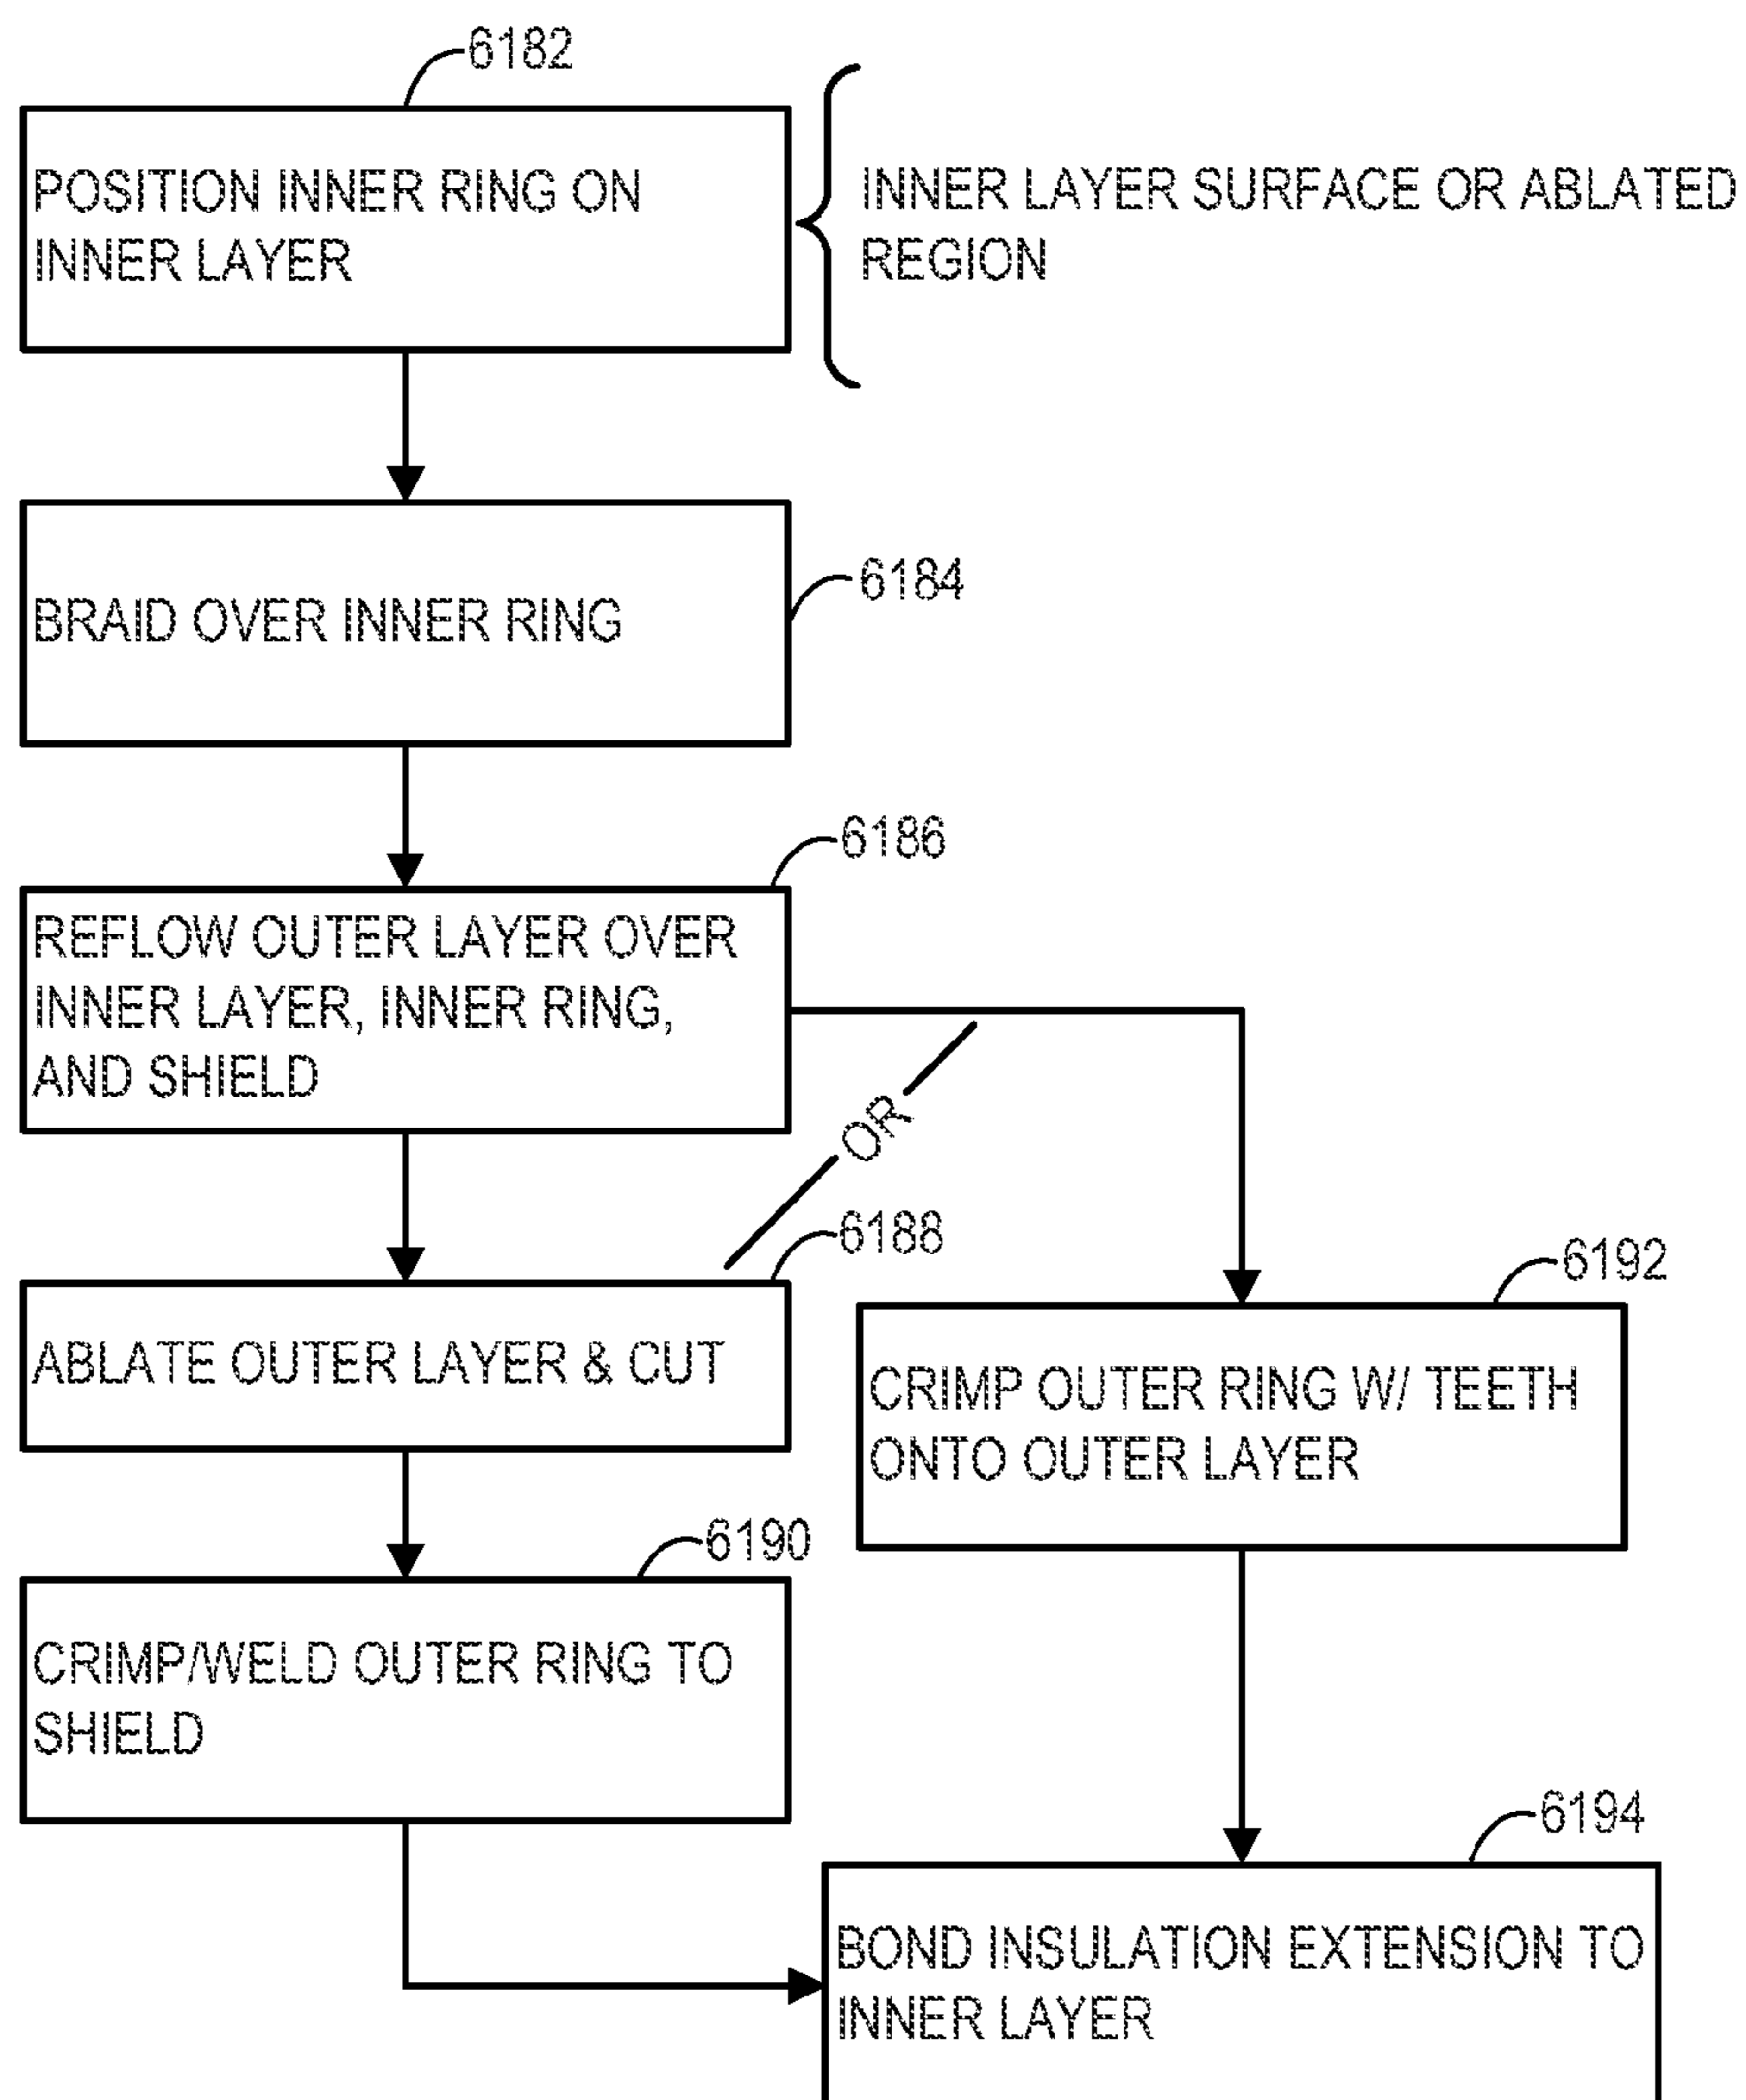 6182
POSITION INNER RING ON
INNER LAYER
INNER LAYER SURFACE OR ABLATED
REGION
BRAID OVER INNER RING
6184
6186
REFLOW OUTER LAYER OVER
INNER LAYER, INNER RING,
AND SHIELD
OR
6188
ABLATE OUTER LAYER & CUT
6192
CRIMP OUTER RING W/ TEETH
ONTO OUTER LAYER
6190
CRIMP/WELD OUTER RING TO
SHIELD
6194
BOND INSULATION EXTENSION TO
INNER LAYER